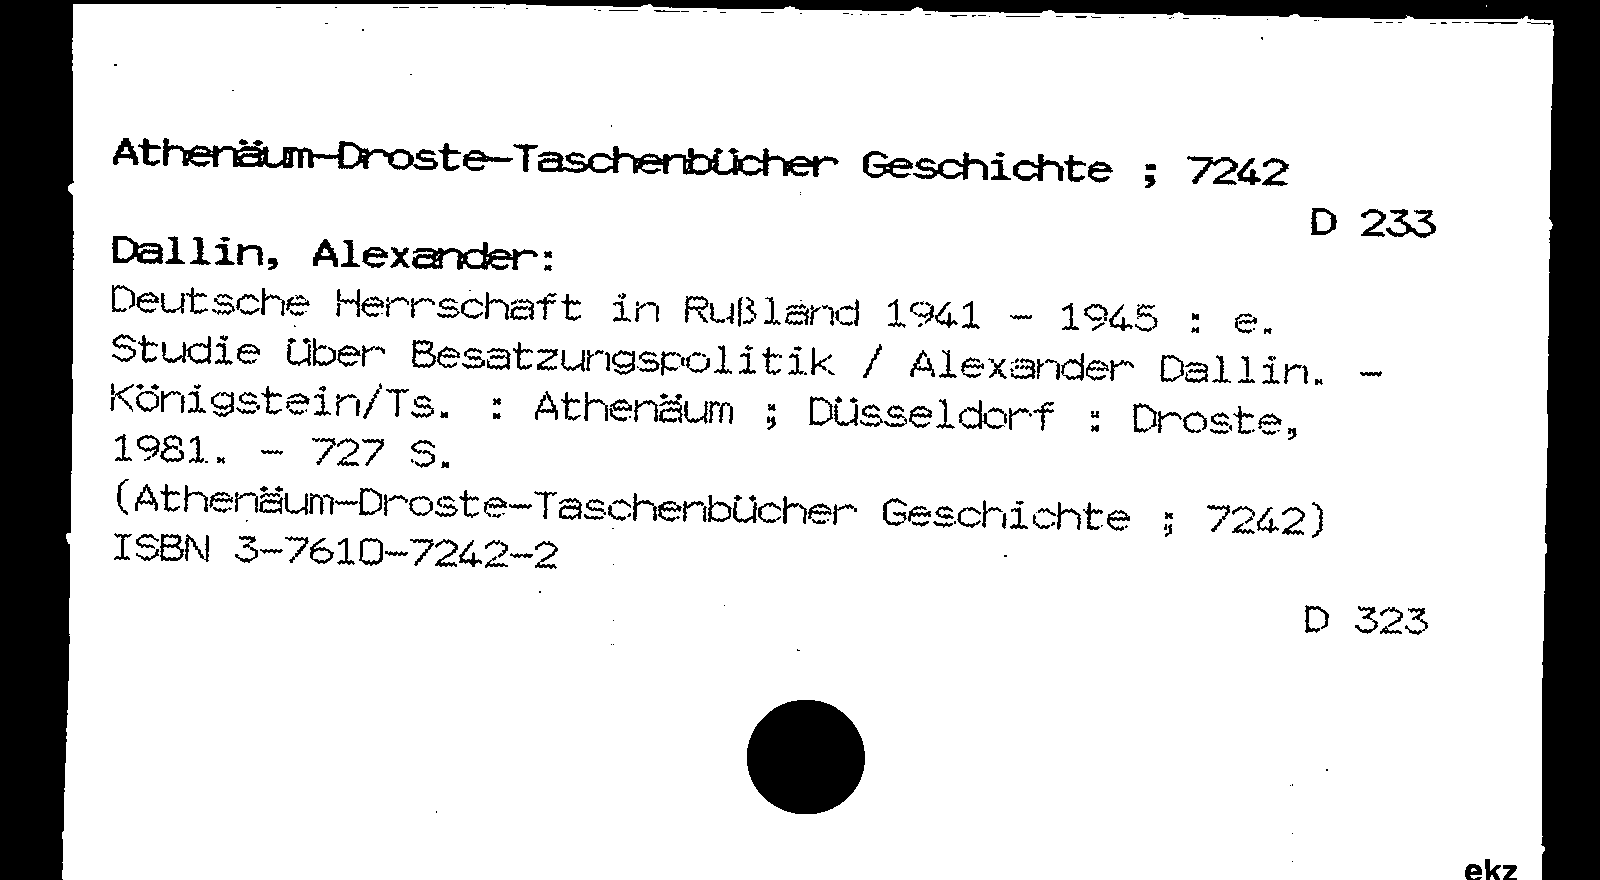 Athenäum-Droste-Taschenbücher Geschichte ; 7242
D 233
Dallin, Alexander:
Deutsche Herrschaft in Rußland 1941 - 1945 : e.
Studie über Besatzungspolitik / Alexander Dallin. -
Königstein/Ts. : Athenäum ; Düsseldorf : Droste,
1981. - 727 S.
(Athenäum-Droste-Taschenbücher Geschichte ; 7242)
ISBN 3-7610-7242-2
D 323
ekz